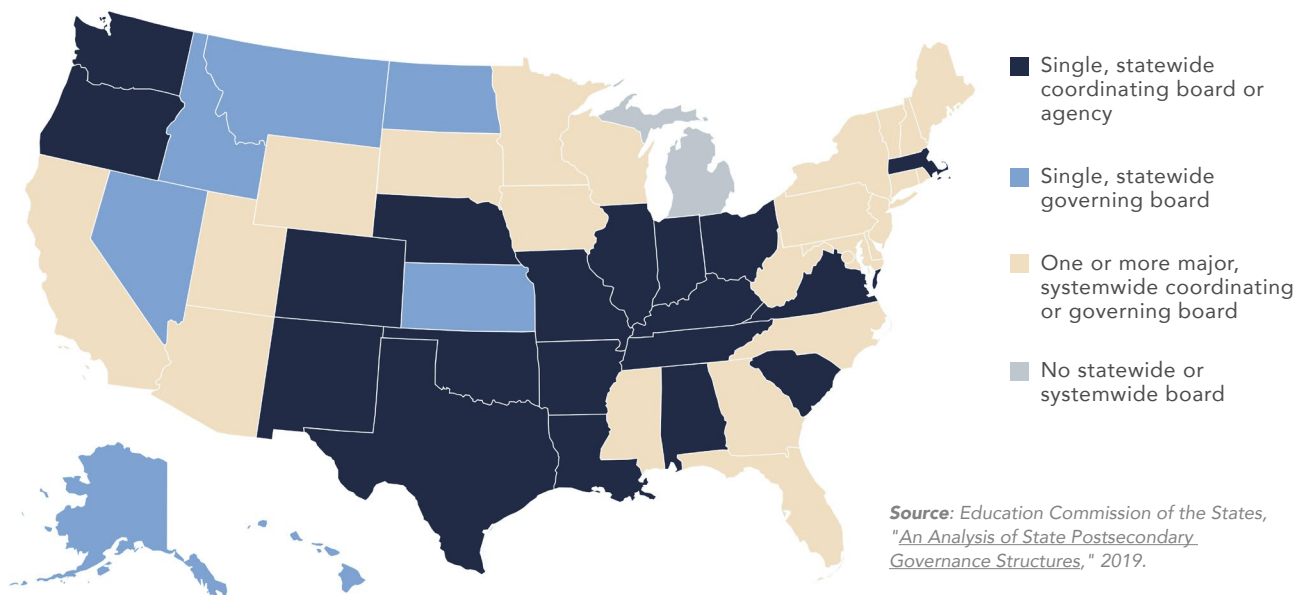 Single, statewide
coordinating board or
agency
Single, statewide
governing board
One or more major,
systemwide coordinating
or governing board
No statewide or
systemwide board
Source: Education Commission of the States,
"An Analysis of State Postsecondary
Governance Structures," 2019.